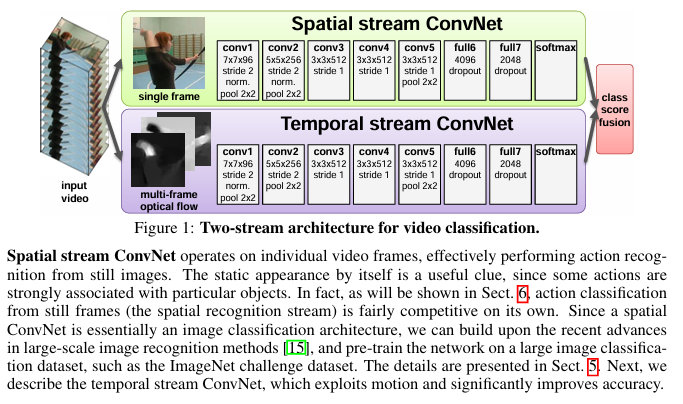 Spatial stream ConvNet
single frame
conv1
7x7x96
stride 2
norm.
pool 2x2
conv2
5x5x256
stride 2
norm.
pool 2x2
conv3
3x3x512
stride 1
conv4
3x3x512
stride 1
conv5
3x3x512
stride 1
pool 2x2
full6
4096
dropout
full7
2048
dropout
softmax
Temporal stream ConvNet
multi-frame
optical flow
conv1
7x7x96
stride 2
norm.
pool 2x2
conv2
5x5x256
stride 2
pool 2x2
conv3
3x3x512
stride 1
conv4
3x3x512
stride 1
conv5
3x3x512
stride 1
pool 2x2
full6
4096
dropout
full7
2048
dropout
softmax
input
video
class
score
fusion
Figure 1: Two-stream architecture for video classification.
Spatial stream ConvNet operates on individual video frames, effectively performing action recog-
nition from still images. The static appearance by itself is a useful clue, since some actions are
strongly associated with particular objects. In fact, as will be shown in Sect. 6, action classification
from still frames (the spatial recognition stream) is fairly competitive on its own. Since a spatial
ConvNet is essentially an image classification architecture, we can build upon the recent advances
in large-scale image recognition methods [15], and pre-train the network on a large image classifica-
tion dataset, such as the ImageNet challenge dataset. The details are presented in Sect. 5. Next, we
describe the temporal stream ConvNet, which exploits motion and significantly improves accuracy.